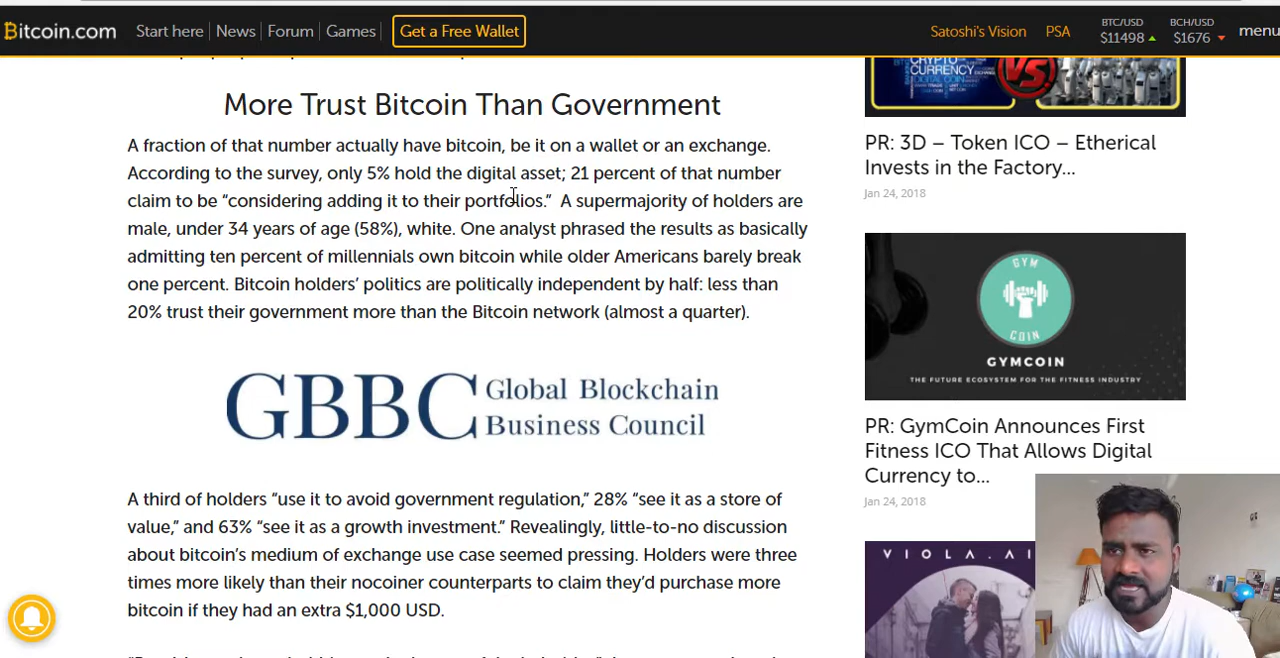 Bitcoin.com
Start here
News
Forum
Games
Get a Free Wallet
Satoshi's Vision
PSA
BTC/USD
$11498
BCH/USD
$1676
menu
More Trust Bitcoin Than Government
A fraction of that number actually have bitcoin, be it on a wallet or an exchange.
According to the survey, only 5% hold the digital asset; 21 percent of that number
claim to be “considering adding it to their portfolios.” A supermajority of holders are
male, under 34 years of age (58%), white. One analyst phrased the results as basically
admitting ten percent of millennials own bitcoin while older Americans barely break
one percent. Bitcoin holders’ politics are politically independent by half: less than
20% trust their government more than the Bitcoin network (almost a quarter).
GBBC
Global Blockchain
Business Council
A third of holders “use it to avoid government regulation,” 28% “see it as a store of
value,” and 63% “see it as a growth investment.” Revealingly, little-to-no discussion
about bitcoin’s medium of exchange use case seemed pressing. Holders were three
times more likely than their nocoiner counterparts to claim they’d purchase more
bitcoin if they had an extra $1,000 USD.
CRYPTO
CURRENCY
VS
PR: 3D – Token ICO – Etherical
Invests in the Factory...
Jan 24, 2018
GYM
COIN
GYMCOIN
THE FUTURE ECOSYSTEM FOR THE FITNESS INDUSTRY
PR: GymCoin Announces First
Fitness ICO That Allows Digital
Currency to...
Jan 24, 2018
VIOLA.AI